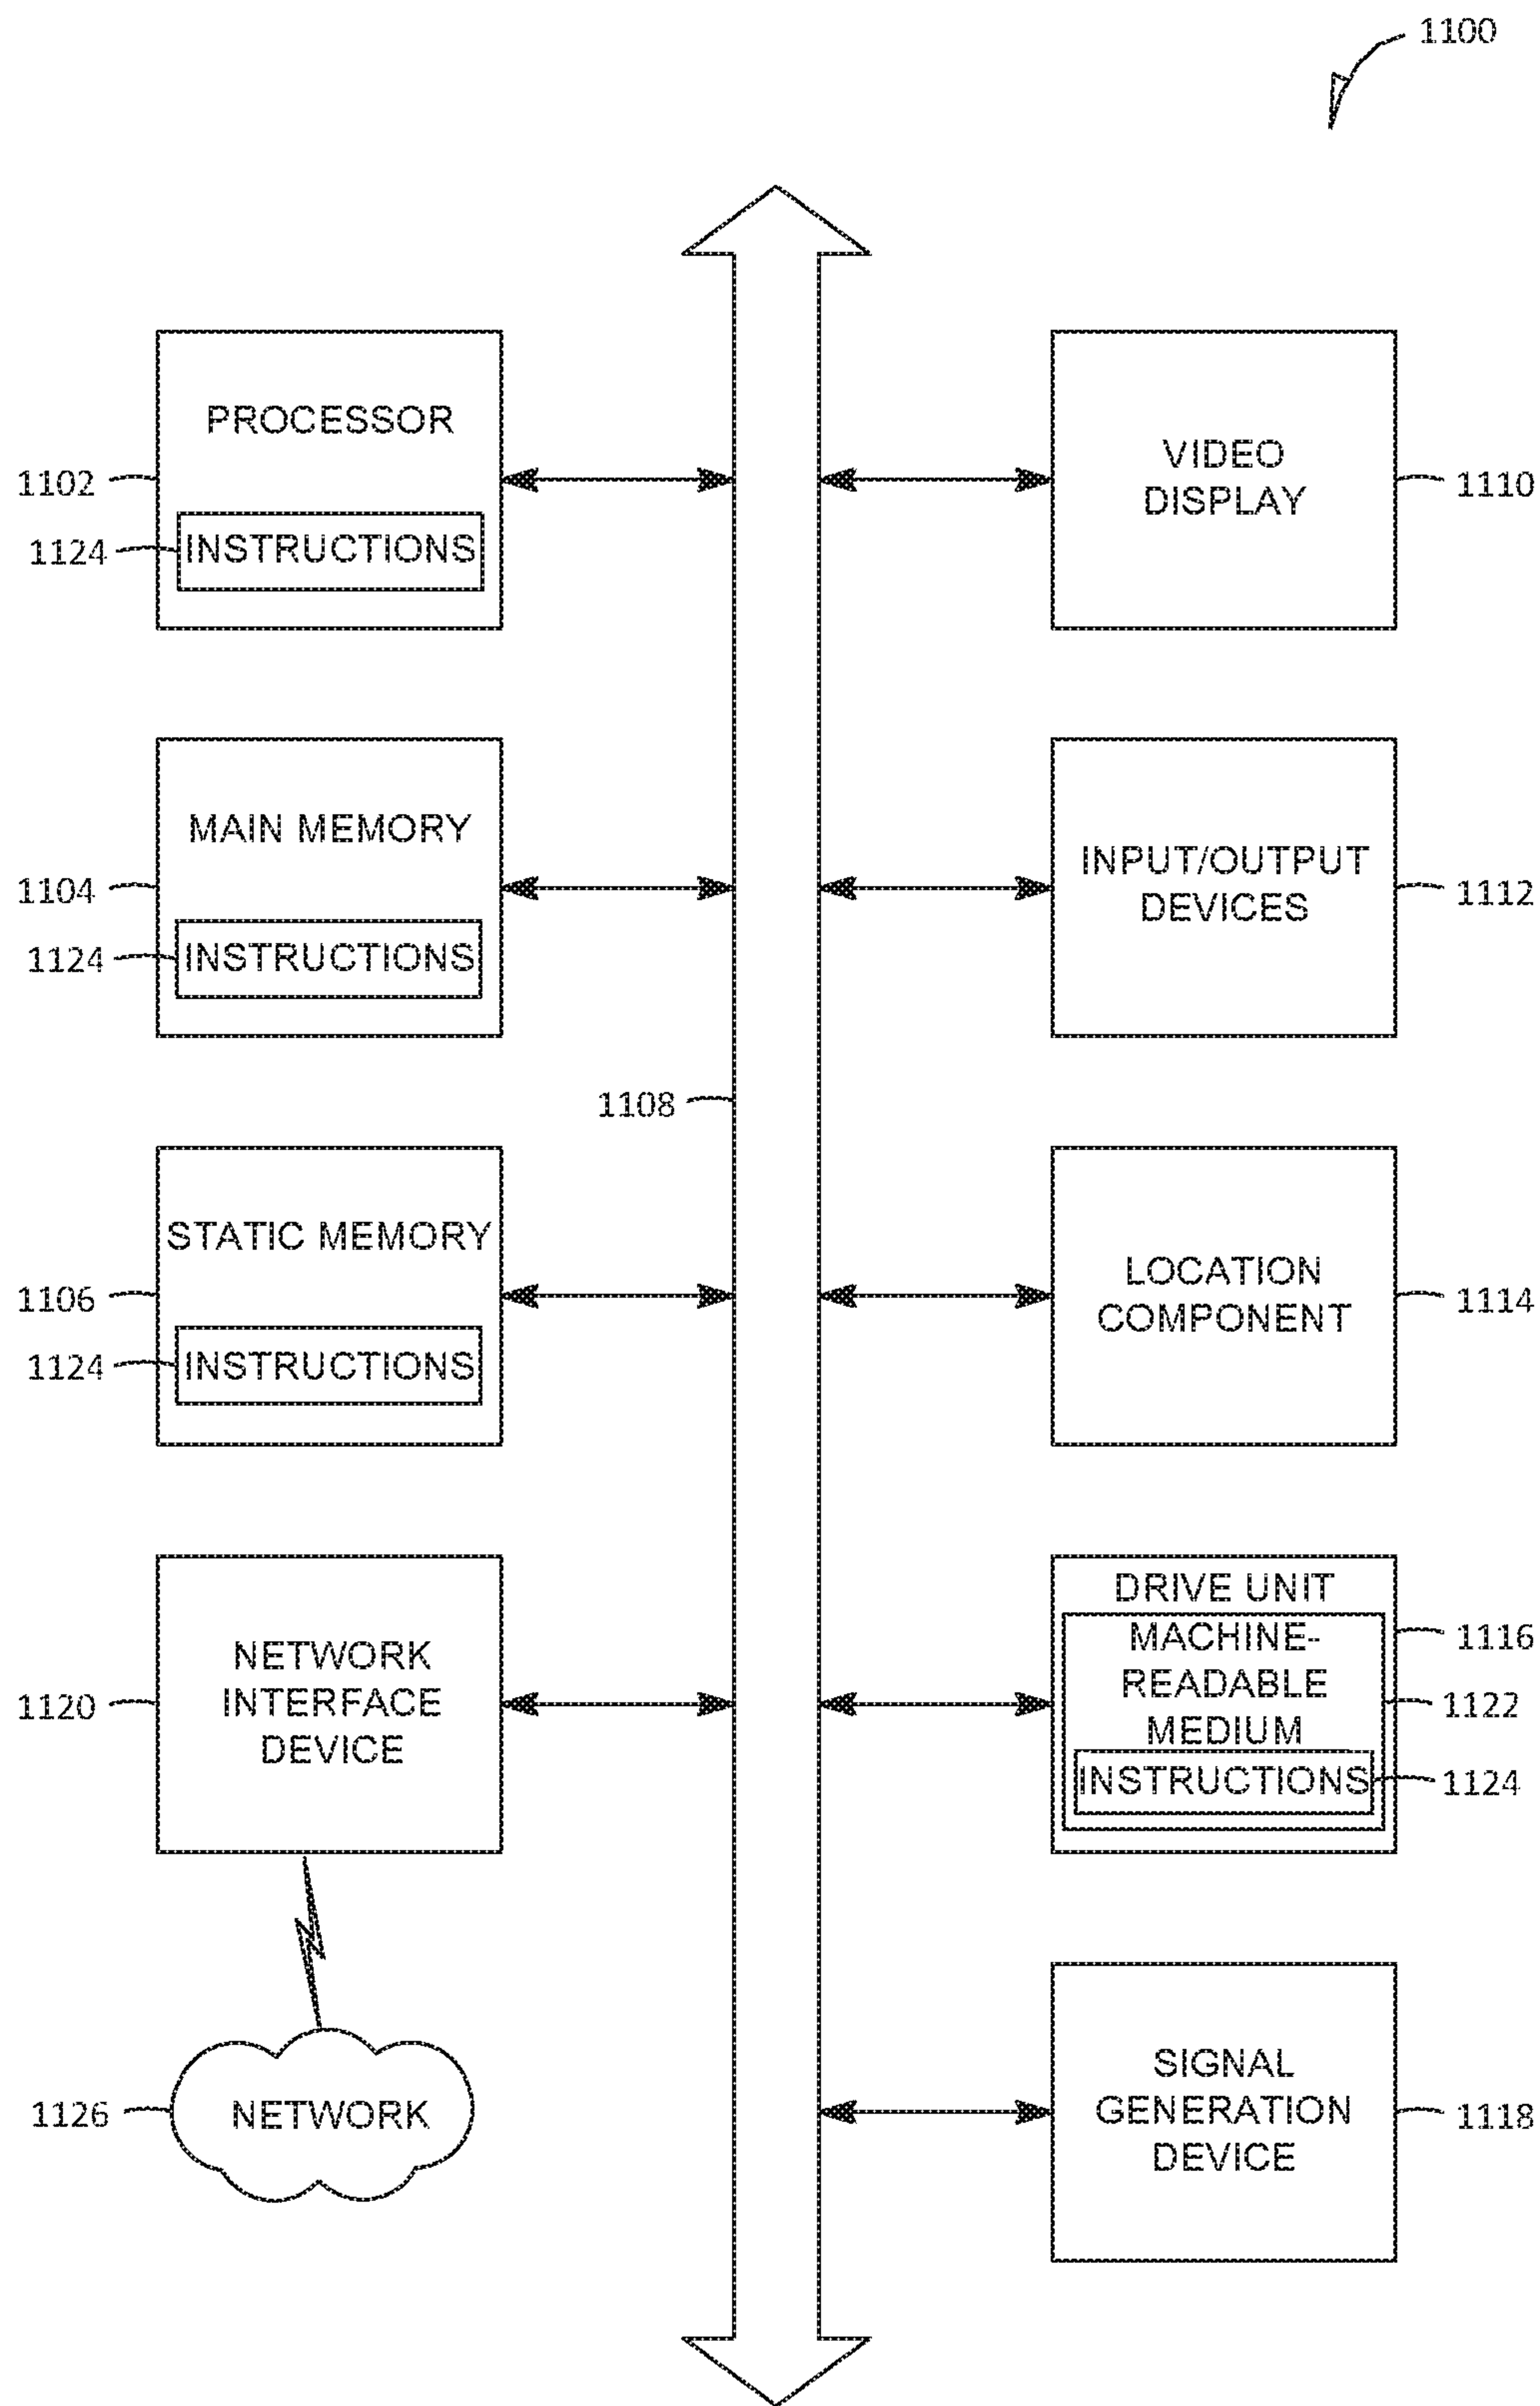 1100
PROCESSOR
1102
1124
INSTRUCTIONS
VIDEO
DISPLAY
1110
MAIN MEMORY
1104
1124
INSTRUCTIONS
INPUT/OUTPUT
DEVICES
1112
1108
STATIC MEMORY
1106
1124
INSTRUCTIONS
LOCATION
COMPONENT
1114
NETWORK
INTERFACE
DEVICE
1120
DRIVE UNIT
1116
MACHINE-
READABLE
MEDIUM
1122
INSTRUCTIONS
1124
1126
NETWORK
SIGNAL
GENERATION
DEVICE
1118